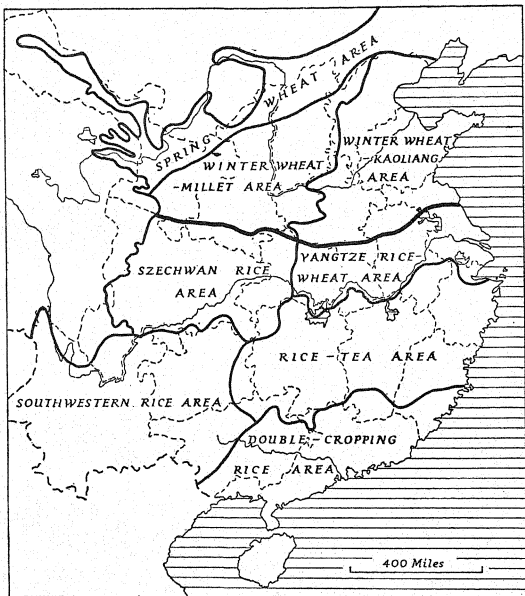 SPRING WHEAT AREA
WINTER WHEAT
-MILLET AREA
WINTER WHEAT
-KAOLIANG
AREA
SZECHWAN RICE
AREA
YANGTZE RICE-
WHEAT AREA
RICE-TEA AREA
SOUTHWESTERN RICE AREA
DOUBLE-CROPPING
RICE AREA
400 Miles